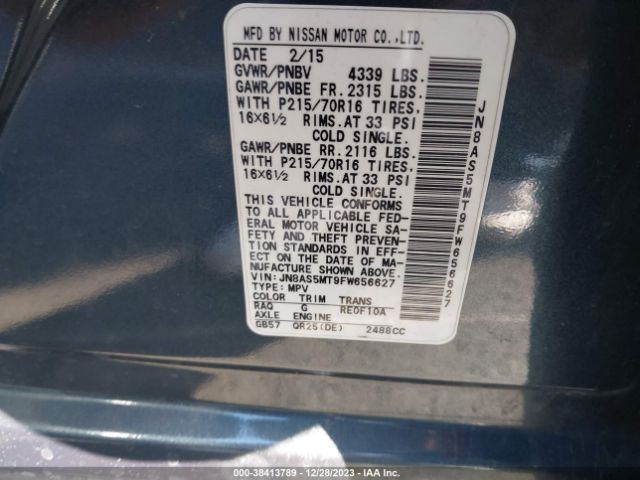 MFD BY NISSAN MOTOR CO.,LTD.
DATE 2/15
GVWR/PNBV 4339 LBS.
GAWR/PNBE FR. 2315 LBS.
WITH P215/70R16 TIRES,
16X6½ RIMS.AT 33 PSI
COLD SINGLE.
GAWR/PNBE RR. 2116 LBS.
WITH P215/70R16 TIRES,
16X6½ RIMS.AT 33 PSI
COLD SINGLE.
THIS VEHICLE CONFORMS
TO ALL APPLICABLE FED-
ERAL MOTOR VEHICLE SA-
FETY AND THEFT PREVEN-
TION STANDARDS IN EFF-
ECT ON THE DATE OF MA-
NUFACTURE SHOWN ABOVE.
VIN: JN8AS5MT9FW656627
TYPE: MPV
COLOR TRIM TRANS
RAQ G RE0F10A
AXLE ENGINE
GB57 QR25(DE) 2488CC
JN8AS5MT9FW656627
000-38413789 - 12/28/2023 - IAA Inc.